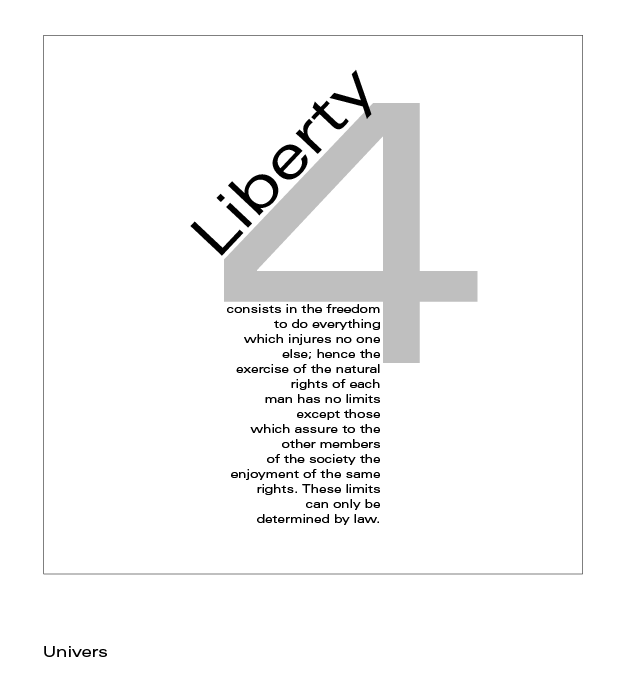 Liberty
4
consists in the freedom
to do everything
which injures no one
else; hence the
exercise of the natural
rights of each
man has no limits
except those
which assure to the
other members
of the society the
enjoyment of the same
rights. These limits
can only be
determined by law.
Univers